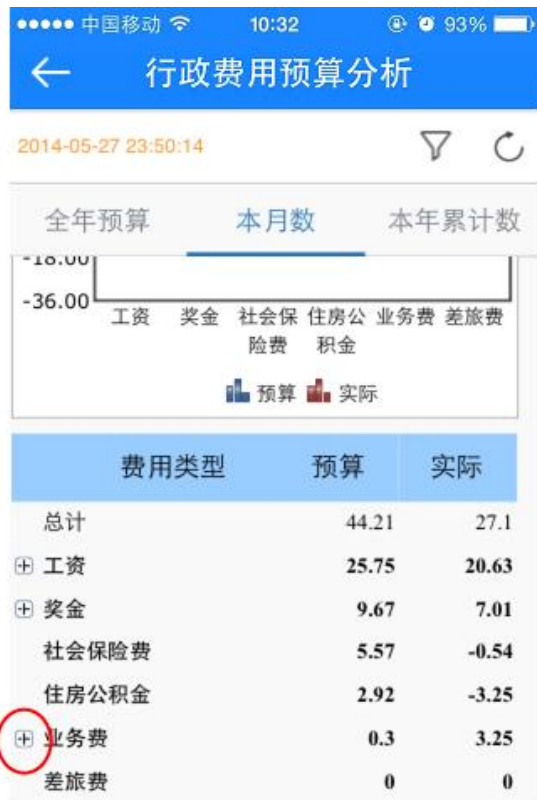 中国移动 10:32 93%
行政费用预算分析
2014-05-27 23:50:14
全年预算 本月数 本年累计数
-18.00
-36.00
工资 奖金 社会保险费 住房公积金 业务费 差旅费
预算 实际
费用类型 预算 实际
总计 44.21 27.1
工资 25.75 20.63
奖金 9.67 7.01
社会保险费 5.57 -0.54
住房公积金 2.92 -3.25
业务费 0.3 3.25
差旅费 0 0